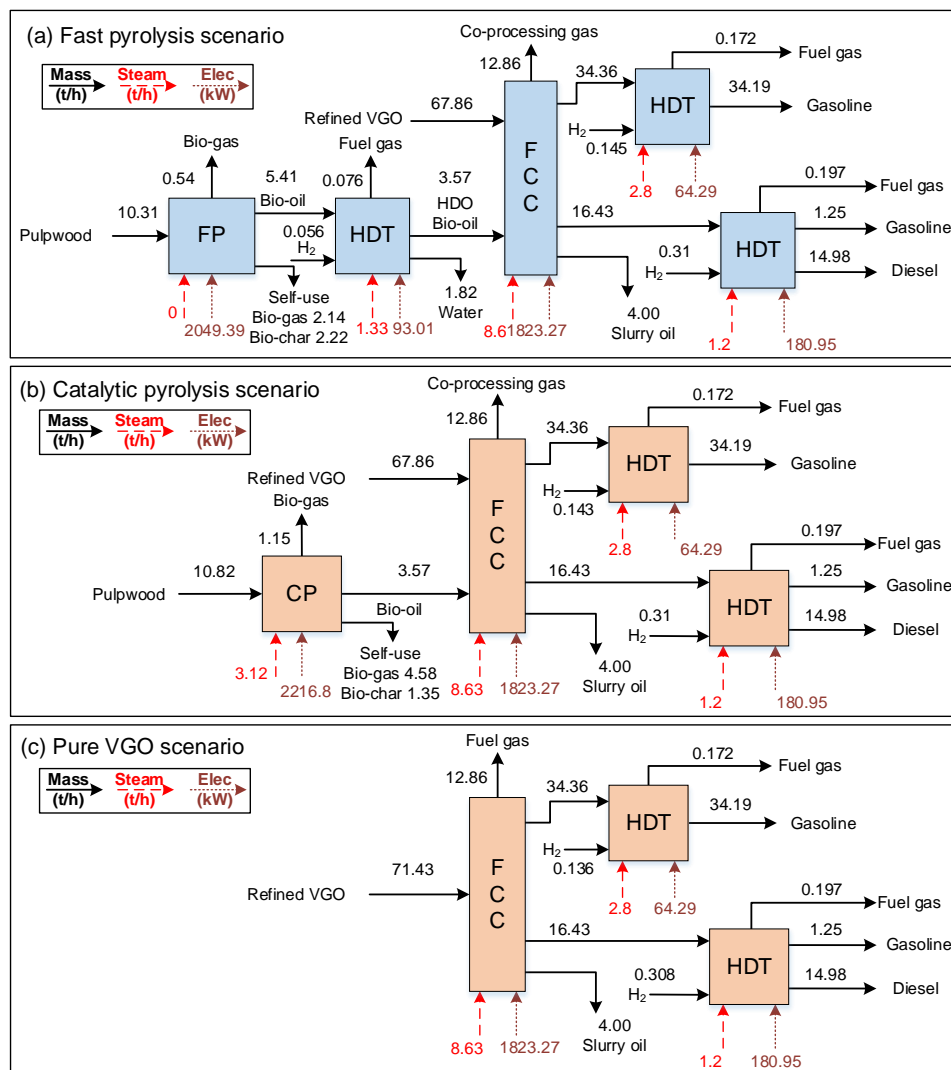 (a) Fast pyrolysis scenario
Mass (t/h)
Steam (t/h)
Elec (kW)
Co-processing gas
12.86
34.36
0.172
Fuel gas
HDT
34.19
Gasoline
67.86
Refined VGO
H2
0.145
2.8
64.29
FCC
Bio-gas
0.54
Fuel gas
0.076
5.41
Bio-oil
3.57
HDO
Bio-oil
10.31
Pulpwood
FP
0.056
H2
HDT
16.43
0.197
Fuel gas
1.25
Gasoline
HDT
0.31
H2
14.98
Diesel
0
2049.39
Self-use
Bio-gas 2.14
Bio-char 2.22
1.33
93.01
1.82
Water
8.6
1823.27
4.00
Slurry oil
1.2
180.95
(b) Catalytic pyrolysis scenario
Mass (t/h)
Steam (t/h)
Elec (kW)
Co-processing gas
12.86
34.36
0.172
Fuel gas
HDT
34.19
Gasoline
67.86
Refined VGO
H2
0.143
2.8
64.29
FCC
Bio-gas
1.15
10.82
Pulpwood
CP
3.57
Bio-oil
16.43
0.197
Fuel gas
1.25
Gasoline
HDT
0.31
H2
14.98
Diesel
3.12
2216.8
Self-use
Bio-gas 4.58
Bio-char 1.35
8.63
1823.27
4.00
Slurry oil
1.2
180.95
(c) Pure VGO scenario
Mass (t/h)
Steam (t/h)
Elec (kW)
Fuel gas
12.86
34.36
0.172
Fuel gas
HDT
34.19
Gasoline
H2
0.136
2.8
64.29
FCC
71.43
Refined VGO
16.43
0.197
Fuel gas
1.25
Gasoline
HDT
0.308
H2
14.98
Diesel
8.63
1823.27
4.00
Slurry oil
1.2
180.95